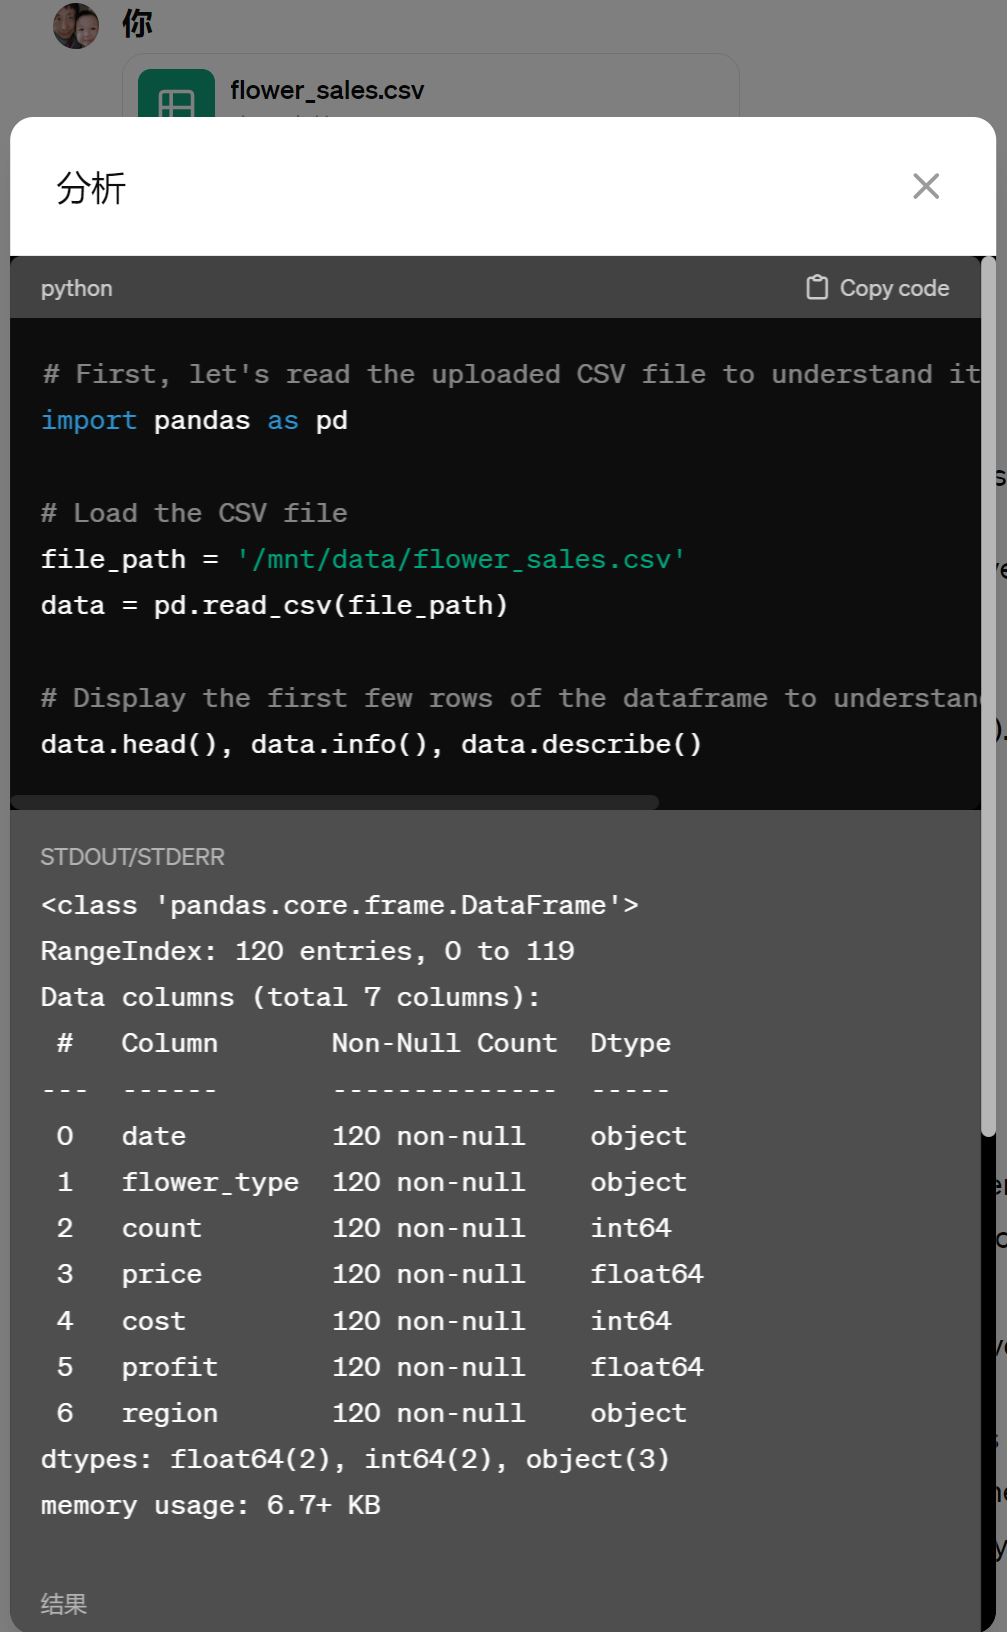 你
flower_sales.csv
分析
python
Copy code
# First, let's read the uploaded CSV file to understand it
import pandas as pd
# Load the CSV file
file_path = '/mnt/data/flower_sales.csv'
data = pd.read_csv(file_path)
# Display the first few rows of the dataframe to understand
data.head(), data.info(), data.describe()
STDOUT/STDERR
<class 'pandas.core.frame.DataFrame'>
RangeIndex: 120 entries, 0 to 119
Data columns (total 7 columns):
 #   Column       Non-Null Count  Dtype
---  ------       --------------  -----
 0   date         120 non-null    object
 1   flower_type  120 non-null    object
 2   count        120 non-null    int64
 3   price        120 non-null    float64
 4   cost         120 non-null    int64
 5   profit       120 non-null    float64
 6   region       120 non-null    object
dtypes: float64(2), int64(2), object(3)
memory usage: 6.7+ KB
结果